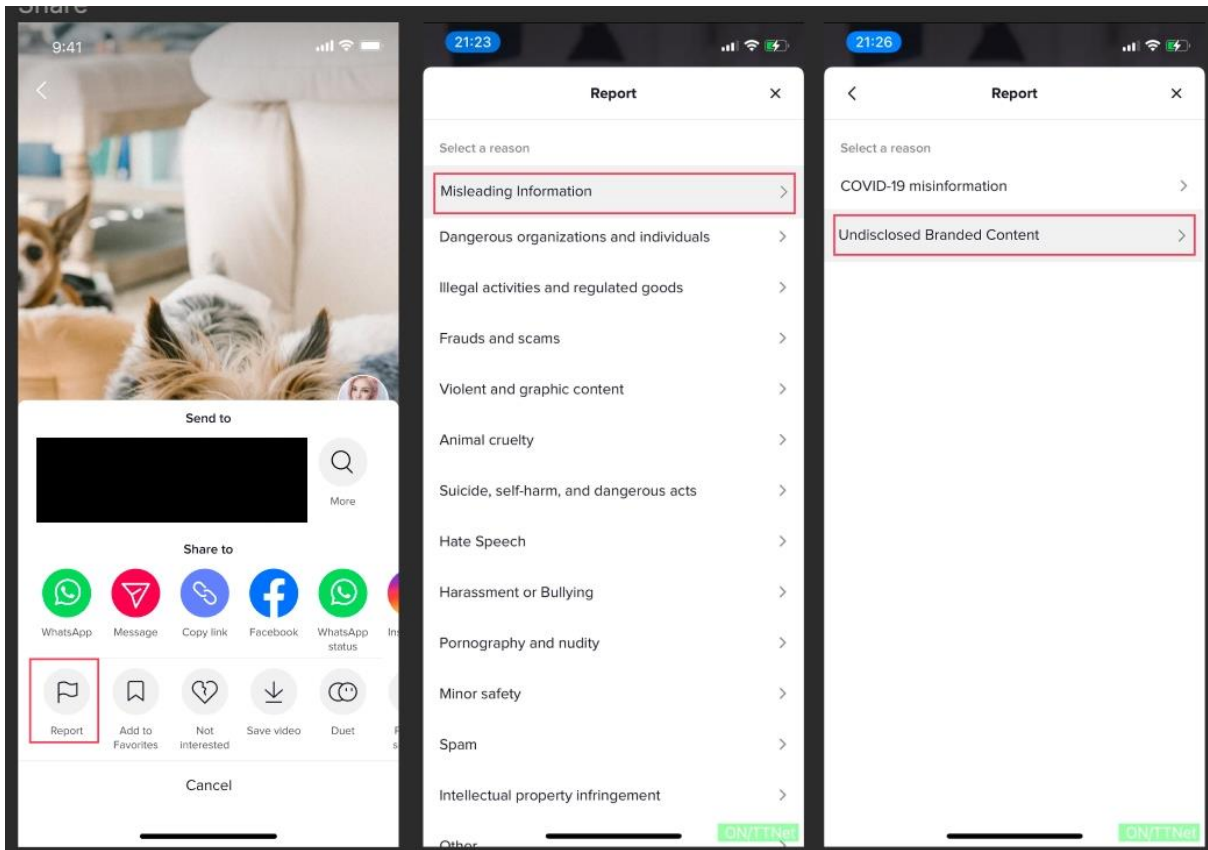 Share
9:41
Send to
More
Share to
WhatsApp
Message
Copy link
Facebook
WhatsApp
status
In
Report
Add to
Favorites
Not
interested
Save video
Duet
Cancel
21:23
Report
Select a reason
Misleading Information
Dangerous organizations and individuals
Illegal activities and regulated goods
Frauds and scams
Violent and graphic content
Animal cruelty
Suicide, self-harm, and dangerous acts
Hate Speech
Harassment or Bullying
Pornography and nudity
Minor safety
Spam
Intellectual property infringement
Other
ON/TTNet
21:26
Report
Select a reason
COVID-19 misinformation
Undisclosed Branded Content
ON/TTNet